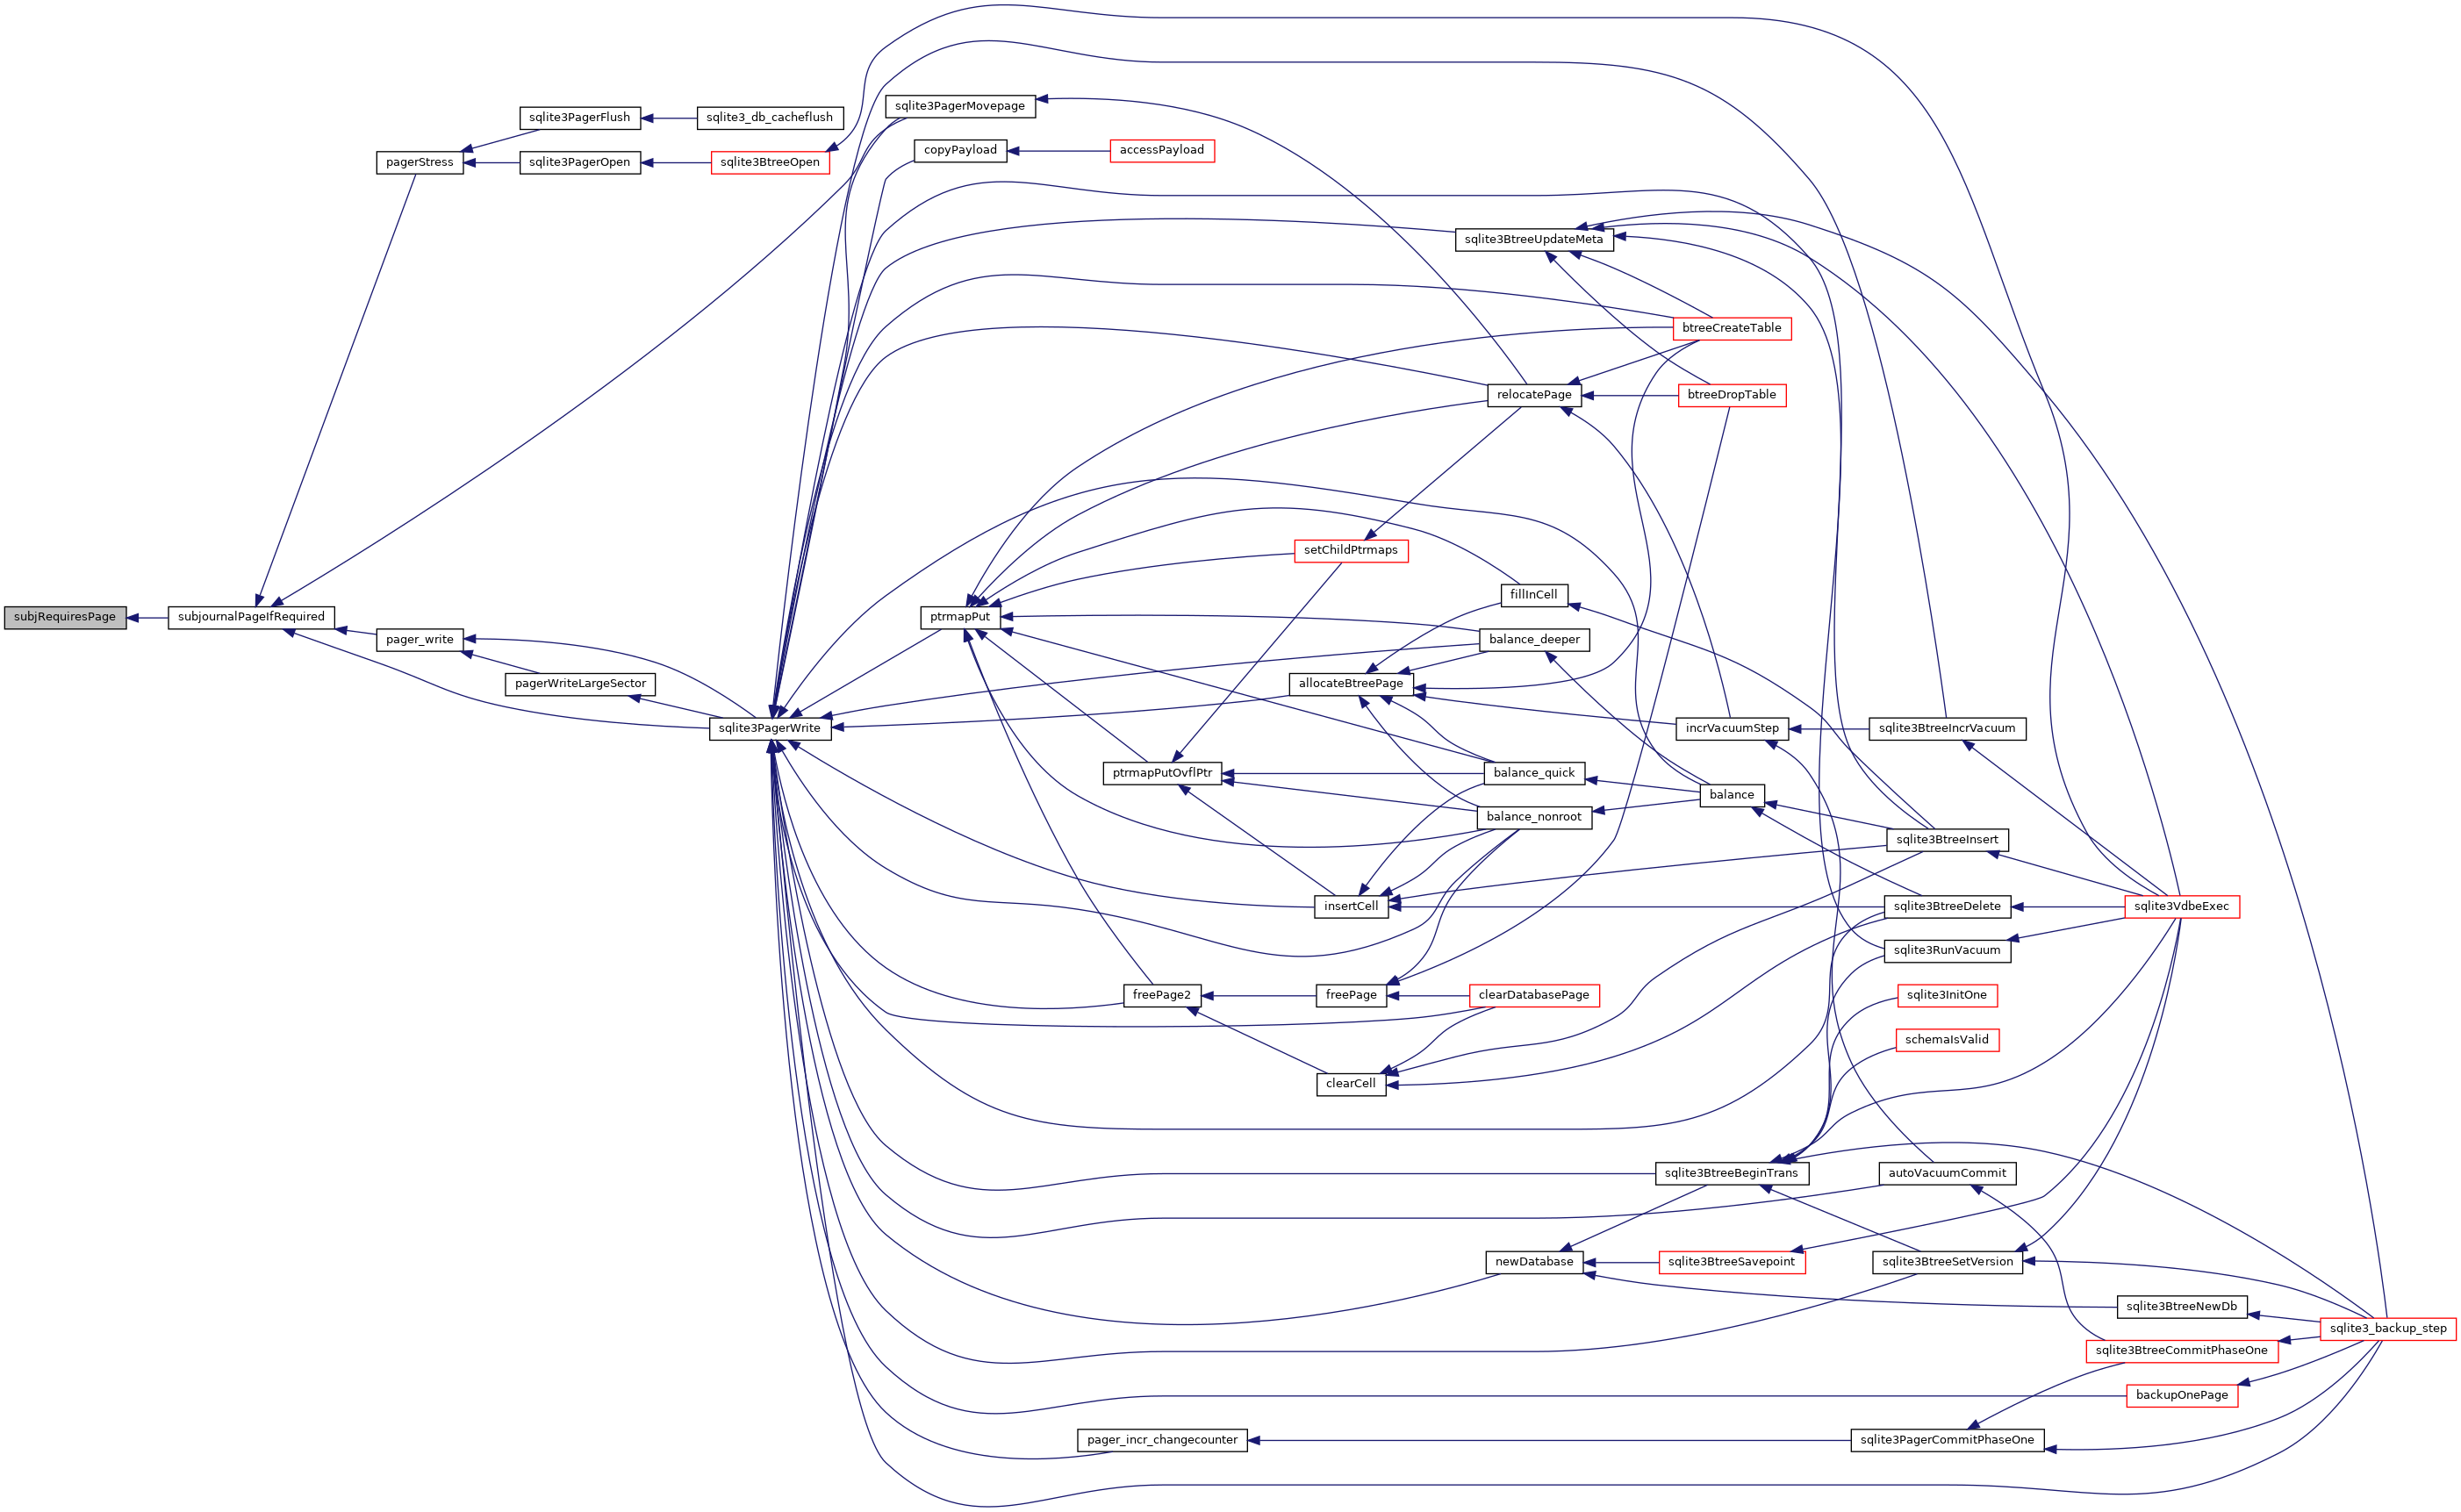 sqlite3PagerMovepage
sqlite3PagerFlush
sqlite3_db_cacheflush
copyPayload
accessPayload
pagerStress
sqlite3PagerOpen
sqlite3BtreeOpen
sqlite3BtreeUpdateMeta
btreeCreateTable
relocatePage
btreeDropTable
setChildPtrmaps
fillInCell
subjRequiresPage
subjournalPageIfRequired
ptrmapPut
pager_write
balance_deeper
pagerWriteLargeSector
allocateBtreePage
sqlite3PagerWrite
incrVacuumStep
sqlite3BtreeIncrVacuum
ptrmapPutOvflPtr
balance_quick
balance
balance_nonroot
sqlite3BtreeInsert
insertCell
sqlite3BtreeDelete
sqlite3VdbeExec
sqlite3RunVacuum
freePage2
freePage
clearDatabasePage
sqlite3InitOne
schemaIsValid
clearCell
sqlite3BtreeBeginTrans
autoVacuumCommit
newDatabase
sqlite3BtreeSavepoint
sqlite3BtreeSetVersion
sqlite3BtreeNewDb
sqlite3_backup_step
sqlite3BtreeCommitPhaseOne
backupOnePage
pager_incr_changecounter
sqlite3PagerCommitPhaseOne